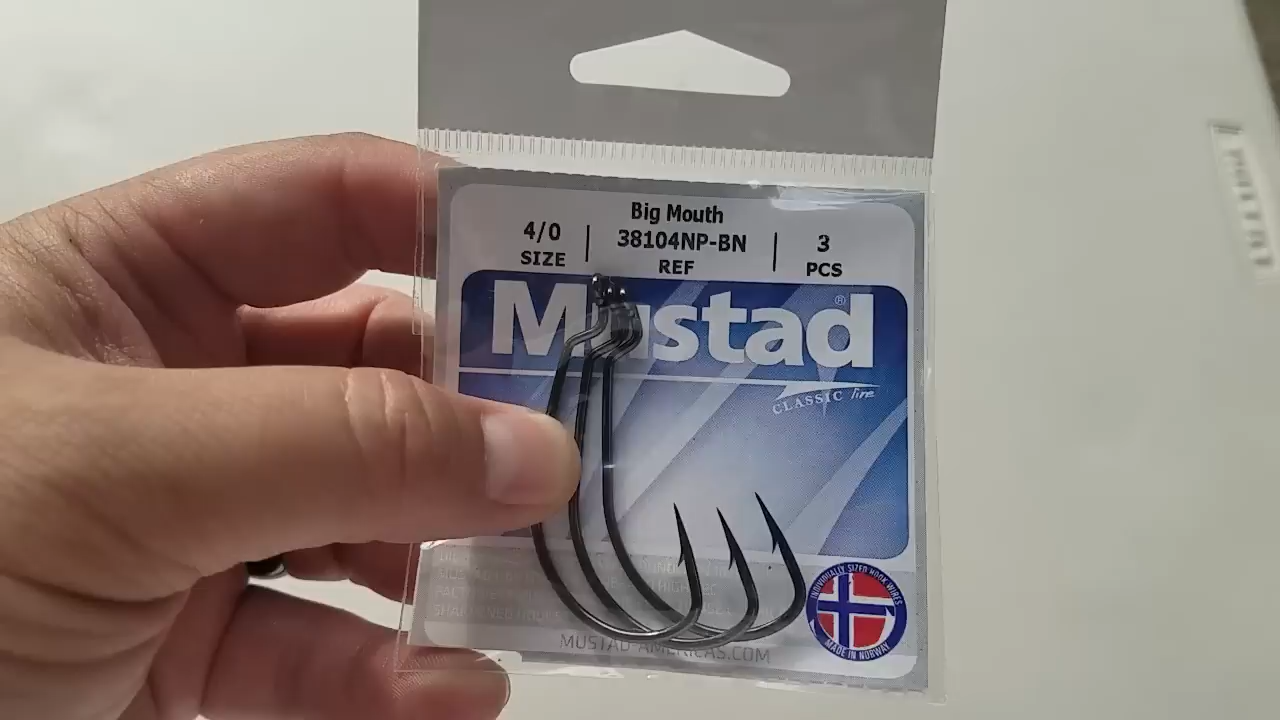 Big Mouth
4/0 | 38104NP-BN | 3
SIZE REF PCS
Mustad®
CLASSIC line
INDIVIDUALLY SIZED HOOK WIRES
MADE IN NORWAY
MUSTAD-AMERICAS.COM